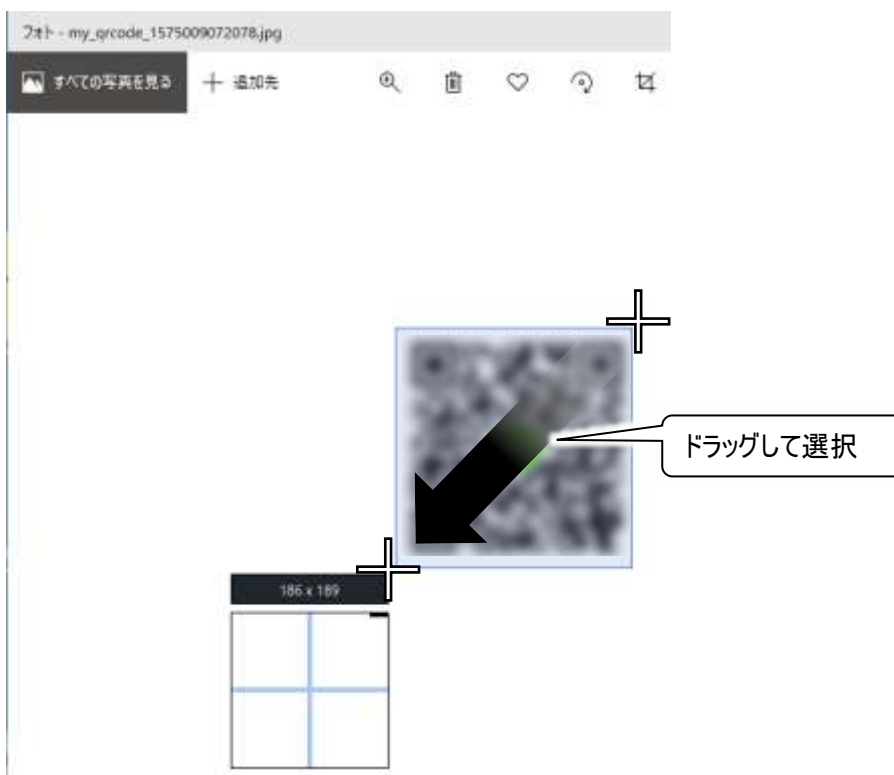 フォト - my_qrcode_1575009072078.jpg
すべての写真を見る
追加先
ドラッグして選択
186 x 189